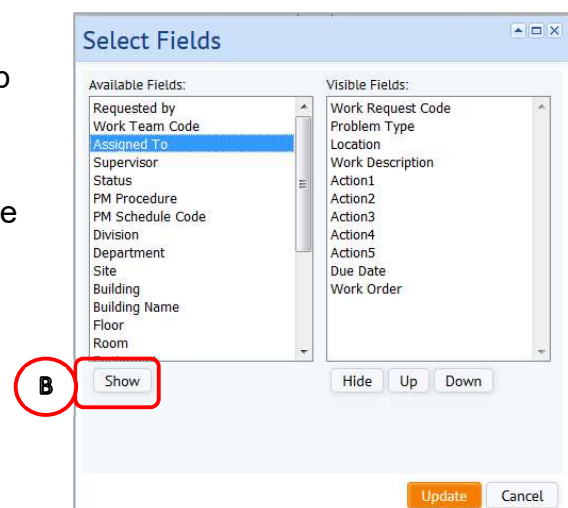 Select Fields
o
e
Available Fields:
Requested by
Work Team Code
Assigned To
Supervisor
Status
PM Procedure
PM Schedule Code
Division
Department
Site
Building
Building Name
Floor
Room
Visible Fields:
Work Request Code
Problem Type
Location
Work Description
Action1
Action2
Action3
Action4
Action5
Due Date
Work Order
B
Show
Hide Up Down
Update Cancel